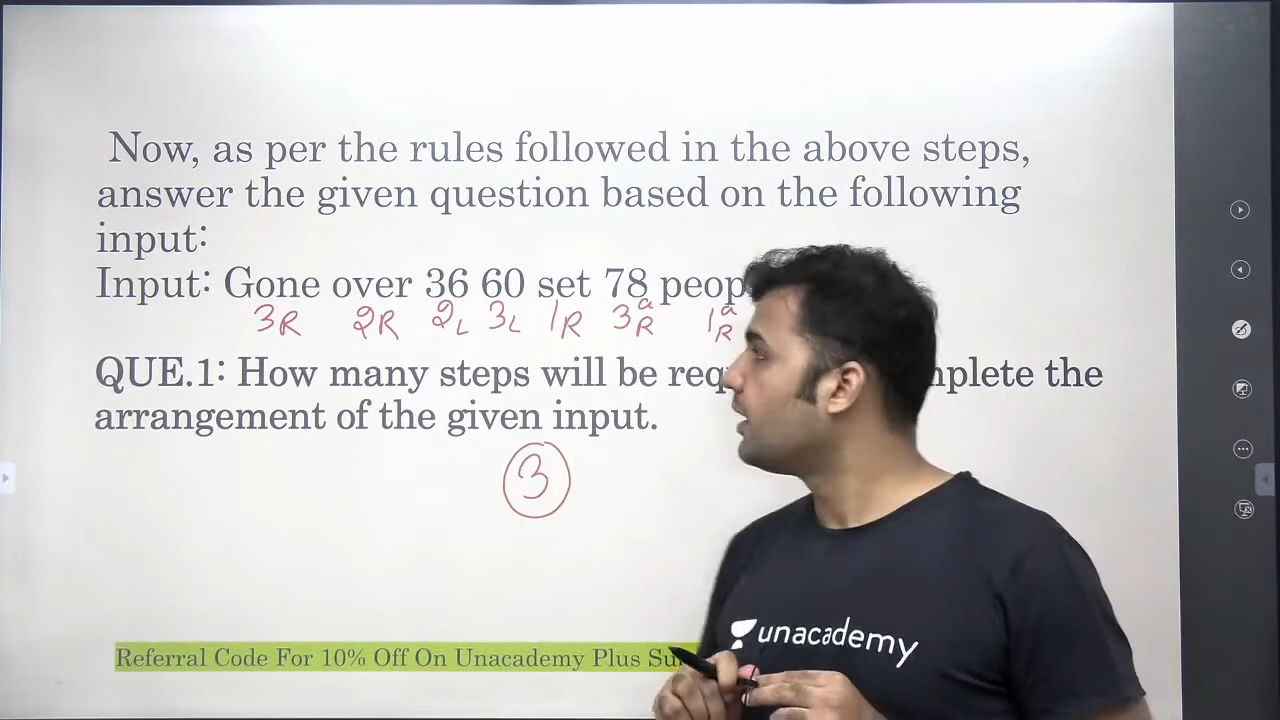 Now, as per the rules followed in the above steps,
answer the given question based on the following
input:
Input: Gone over 36 60 set 78
3R 2R 2L 3L 1R 3R a 1R a
QUE.1: How many steps will be the
arrangement of the given input.
3
unacademy
Referral Code For 10% Off On Unacademy Plus